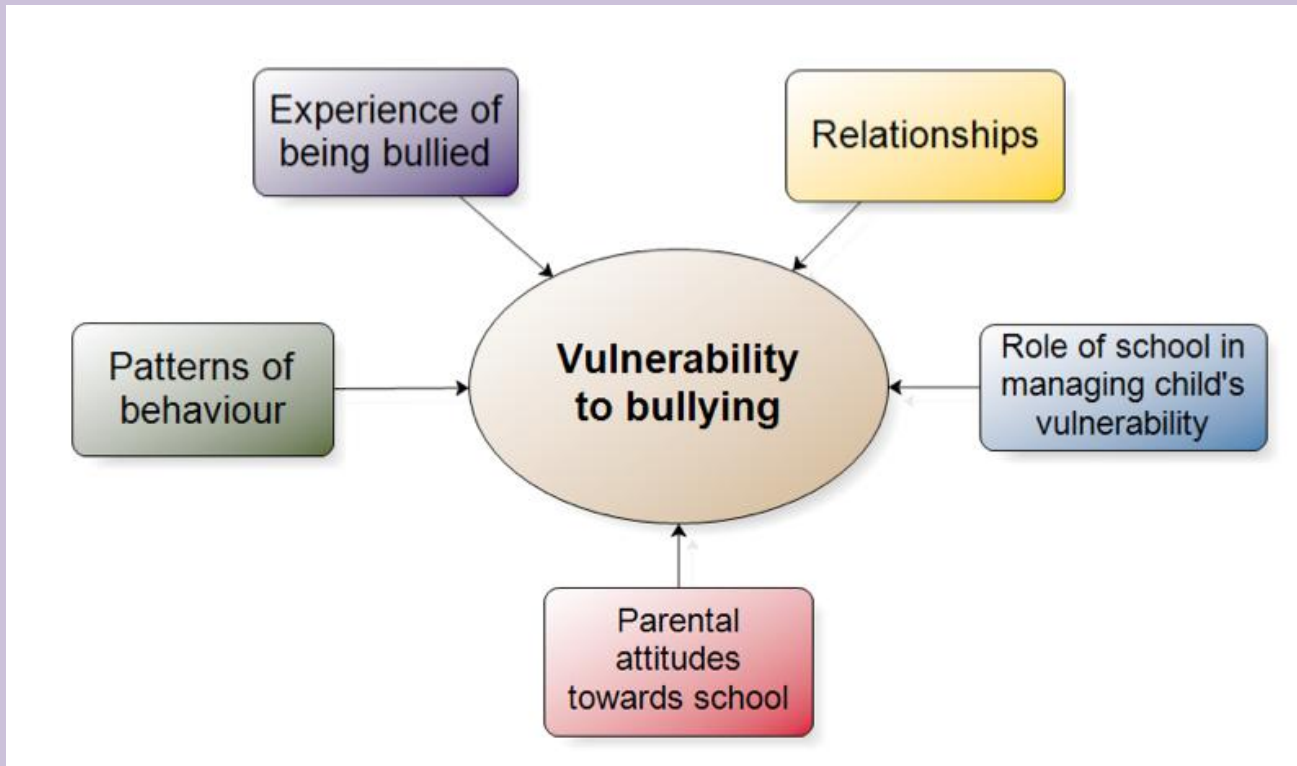 Experience of
being bullied
Relationships
Patterns of
behaviour
Vulnerability
to bullying
Role of school in
managing child's
vulnerability
Parental
attitudes
towards school